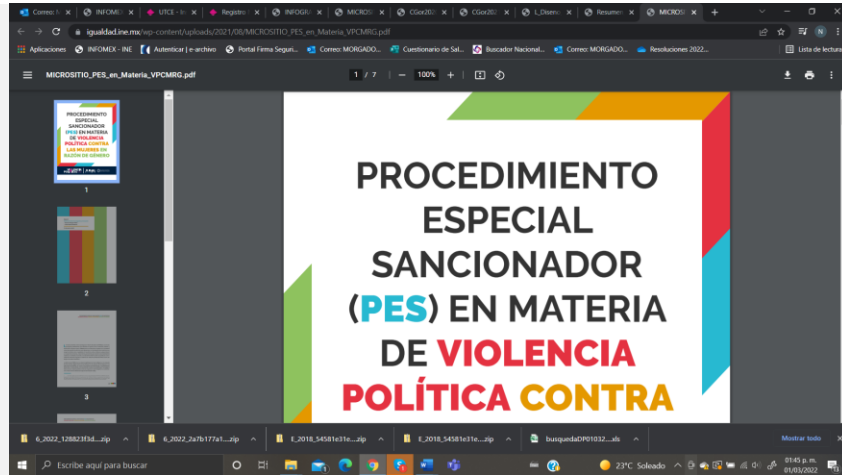 Correo: M
INFOMEX
UTCE - In
Registro
INFOGRA
MICROS
CGor202
CGor202
L_Disenc
Resumen
MICROSI
igualdad.ine.mx/wp-content/uploads/2021/08/MICROSITIO_PES_en_Materia_VPCMRG.pdf
Aplicaciones
INFOMEX - INE
Autenticar | e-archivo
Portal Firma Seguri...
Correo: MORGADO...
Cuestionario de Sal...
Buscador Nacional...
Correo: MORGADO...
Resoluciones 2022...
Lista de lectura
MICROSITIO_PES_en_Materia_VPCMRG.pdf
1 / 7
100%
PROCEDIMIENTO
ESPECIAL
SANCIONADOR
(PES) EN MATERIA
DE VIOLENCIA
POLÍTICA CONTRA
LAS MUJERES EN
RAZÓN DE GÉNERO
1
2
3
PROCEDIMIENTO
ESPECIAL
SANCIONADOR
(PES) EN MATERIA
DE VIOLENCIA
POLÍTICA CONTRA
6_2022_128823f3d....zip
6_2022_2a7b177a1...zip
E_2018_54581e31e....zip
E_2018_54581e31e....zip
busquedaDP01032...xls
Mostrar todo
Escribe aquí para buscar
23°C Soleado
01:45 p. m.
01/03/2022